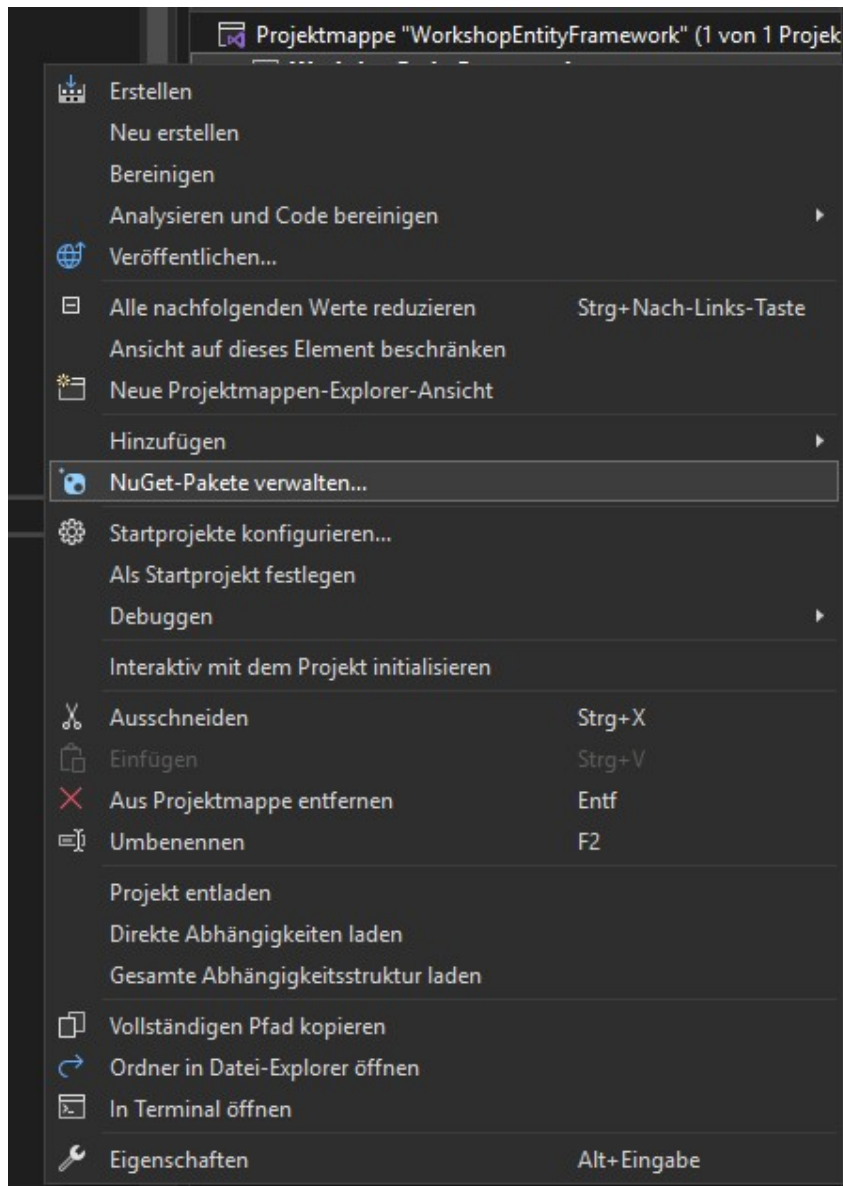 Projektmappe "WorkshopEntityFramework" (1 von 1 Projek
Erstellen
Neu erstellen
Bereinigen
Analysieren und Code bereinigen
Veröffentlichen...
Alle nachfolgenden Werte reduzieren Strg+Nach-Links-Taste
Ansicht auf dieses Element beschränken
Neue Projektmappen-Explorer-Ansicht
Hinzufügen
NuGet-Pakete verwalten...
Startprojekte konfigurieren...
Als Startprojekt festlegen
Debuggen
Interaktiv mit dem Projekt initialisieren
Ausschneiden Strg+X
Einfügen Strg+V
Aus Projektmappe entfernen Entf
Umbenennen F2
Projekt entladen
Direkte Abhängigkeiten laden
Gesamte Abhängigkeitsstruktur laden
Vollständigen Pfad kopieren
Ordner in Datei-Explorer öffnen
In Terminal öffnen
Eigenschaften Alt+Eingabe